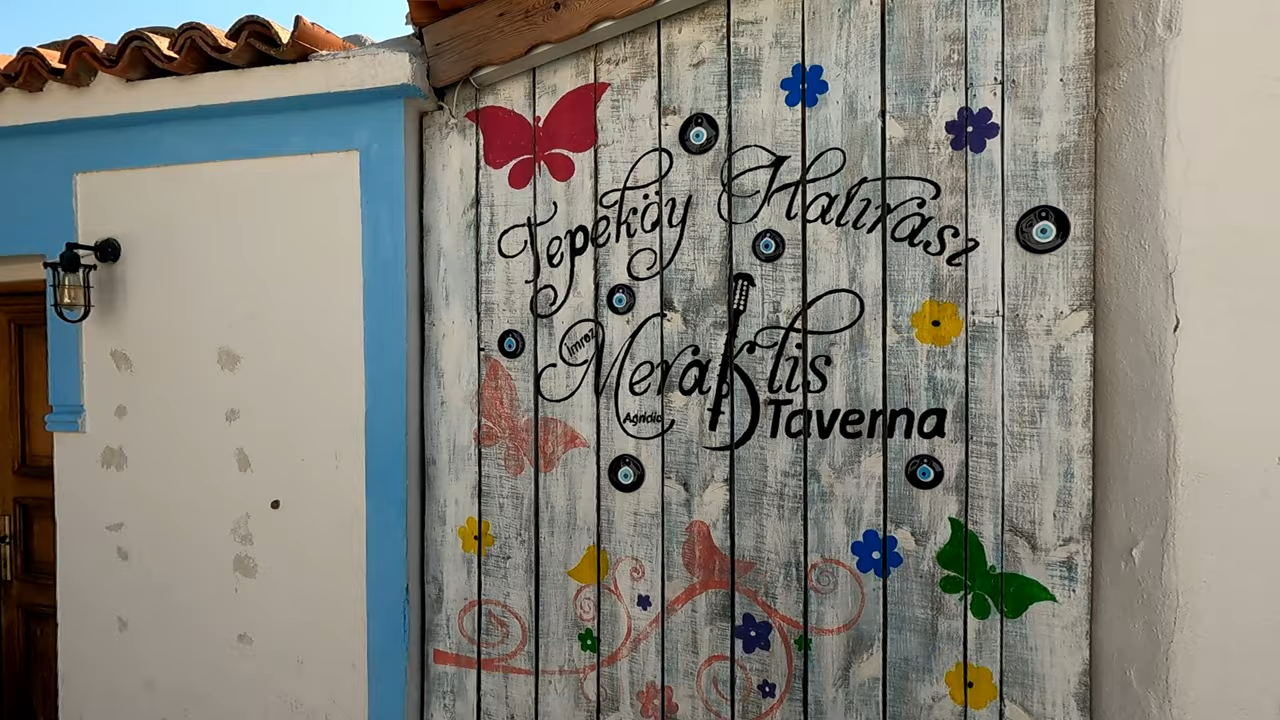 Tepeköy Hatırası
İmroz
Meraklis
Agridia
Taverna